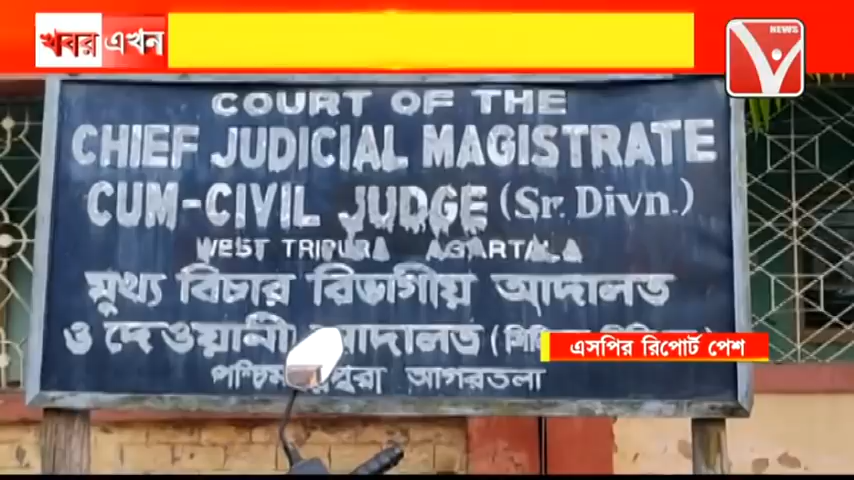 খবর এখন
NEWS
V
COURT OF THE
CHIEF JUDICIAL MAGISTRATE
CUM-CIVIL JUDGE (Sr. Divn.)
WEST TRIPURA AGARTALA
মুখ্য বিচার বিভাগীয় আদালত
ও দেওয়ানী আদালত
এসপির রিপোর্ট পেশ
পশ্চিম আগরতলা